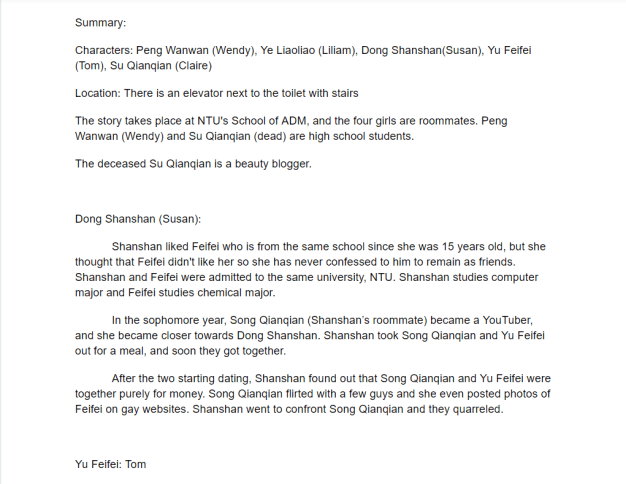 Summary:
Characters: Peng Wanwan (Wendy), Ye Liaoliao (Liliam), Dong Shanshan(Susan), Yu Feifei
(Tom), Su Qianqian (Claire)
Location: There is an elevator next to the toilet with stairs
The story takes place at NTU's School of ADM, and the four girls are roommates. Peng
Wanwan (Wendy) and Su Qianqian (dead) are high school students.
The deceased Su Qianqian is a beauty blogger.
Dong Shanshan (Susan):
Shanshan liked Feifei who is from the same school since she was 15 years old, but she
thought that Feifei didn't like her so she has never confessed to him to remain as friends.
Shanshan and Feifei were admitted to the same university, NTU. Shanshan studies computer
major and Feifei studies chemical major.
In the sophomore year, Song Qianqian (Shanshan's roommate) became a YouTuber,
and she became closer towards Dong Shanshan. Shanshan took Song Qianqian and Yu Feifei
out for a meal, and soon they got together.
After the two starting dating, Shanshan found out that Song Qianqian and Yu Feifei were
together purely for money. Song Qianqian flirted with a few guys and she even posted photos of
Feifei on gay websites. Shanshan went to confront Song Qianqian and they quarreled.
Yu Feifei: Tom